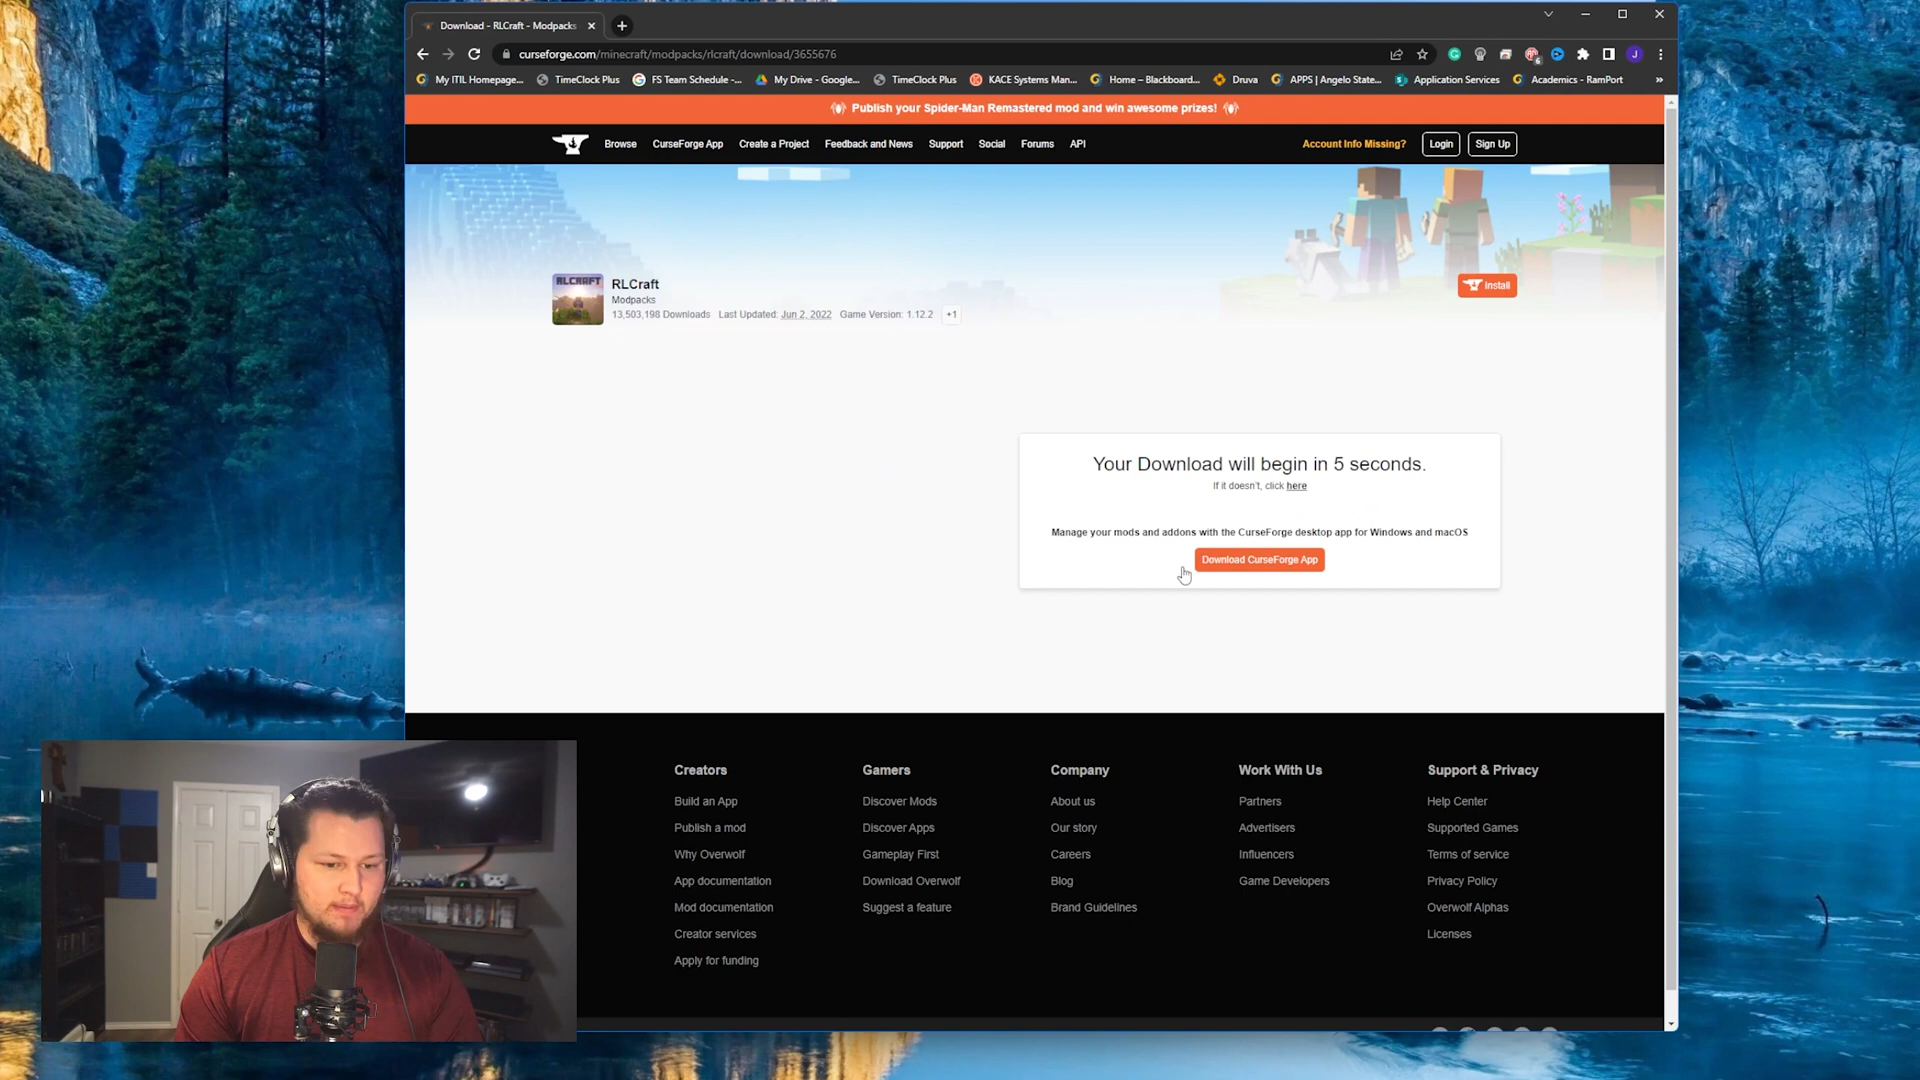 Download - RLCraft - Modpacks
curseforge.com/minecraft/modpacks/rlcraft/download/3655676
6
J
My ITIL Homepage...
TimeClock Plus
FS Team Schedule -...
My Drive - Google...
TimeClock Plus
KACE Systems Man...
Home – Blackboard...
Druva
APPS | Angelo State...
Application Services
Academics - RamPort
»
Publish your Spider-Man Remastered mod and win awesome prizes!
Browse
CurseForge App
Create a Project
Feedback and News
Support
Social
Forums
API
Account Info Missing?
Login
Sign Up
RLCRAFT
RLCraft
Modpacks
13,503,198 Downloads Last Updated: Jun 2, 2022 Game Version: 1.12.2 +1
Install
Your Download will begin in 5 seconds.
If it doesn't, click here
Manage your mods and addons with the CurseForge desktop app for Windows and macOS
Download CurseForge App
Creators
Build an App
Publish a mod
Why Overwolf
App documentation
Mod documentation
Creator services
Apply for funding
Gamers
Discover Mods
Discover Apps
Gameplay First
Download Overwolf
Suggest a feature
Company
About us
Our story
Careers
Blog
Brand Guidelines
Work With Us
Partners
Advertisers
Influencers
Game Developers
Support & Privacy
Help Center
Supported Games
Terms of service
Privacy Policy
Overwolf Alphas
Licenses